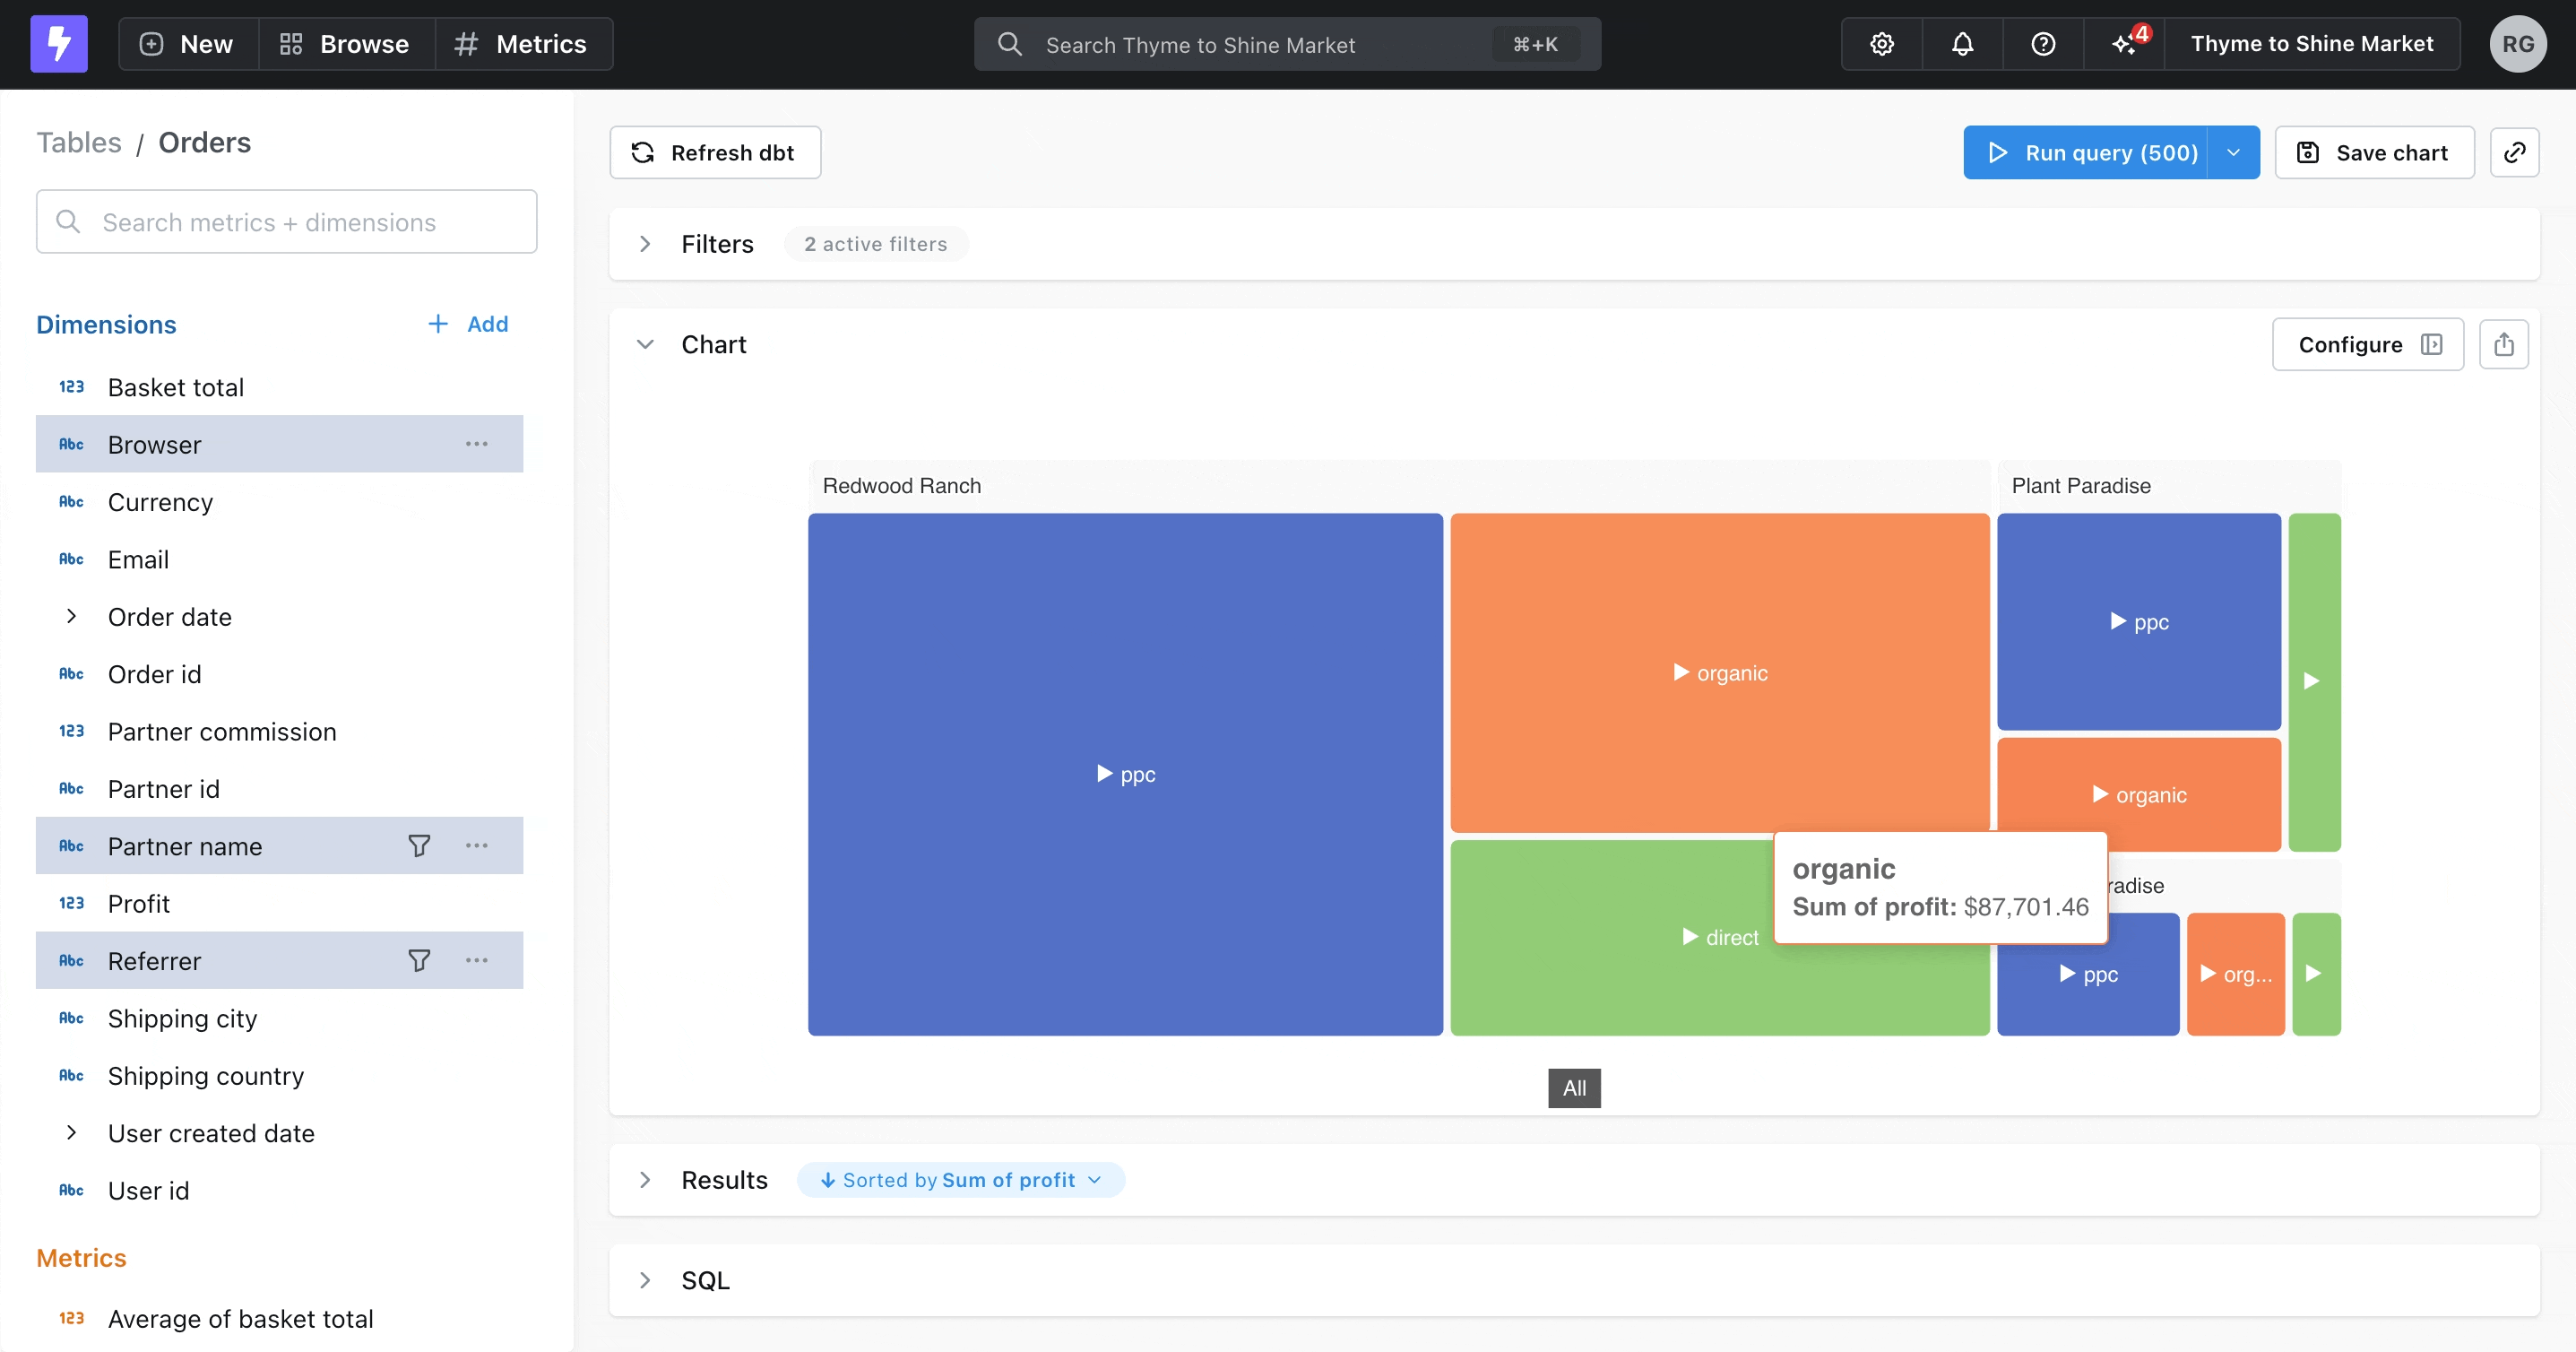 New
Browse
Metrics
Search Thyme to Shine Market
⌘+K
4
Thyme to Shine Market
RG
Tables / Orders
Search metrics + dimensions
Dimensions
Add
123 Basket total
Abc Browser
Abc Currency
Abc Email
Order date
Abc Order id
123 Partner commission
Abc Partner id
Abc Partner name
123 Profit
Abc Referrer
Abc Shipping city
Abc Shipping country
User created date
Abc User id
Metrics
123 Average of basket total
Refresh dbt
Run query (500)
Save chart
Filters
2 active filters
Chart
Configure
Redwood Ranch
Plant Paradise
ppc
organic
direct
ppc
organic
organic
Sum of profit: $87,701.46
radise
ppc
org...
All
Results
Sorted by Sum of profit
SQL